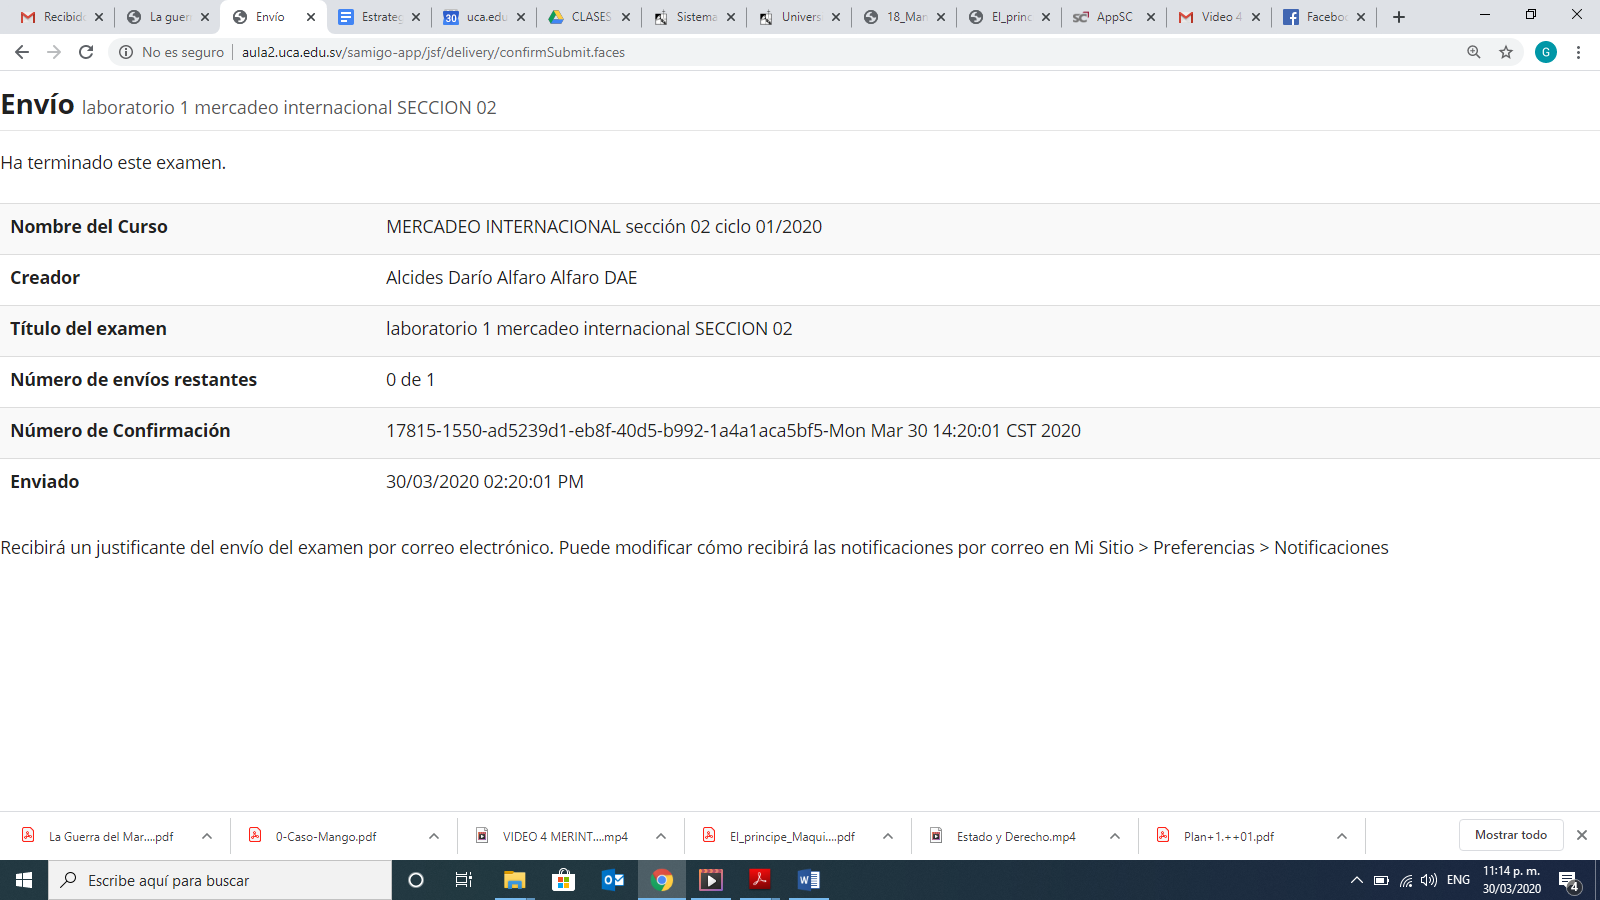 Recibido
La guerr
Envío
Estrateg
uca.edu
CLASES
Sistema
Univers
18_Man
El_princ
AppSC
Video 4
Faceboo
No es seguro
aula2.uca.edu.sv/samigo-app/jsf/delivery/confirmSubmit.faces
G
Envío laboratorio 1 mercadeo internacional SECCION 02
Ha terminado este examen.
Nombre del Curso MERCADEO INTERNACIONAL sección 02 ciclo 01/2020
Creador Alcides Darío Alfaro Alfaro DAE
Título del examen laboratorio 1 mercadeo internacional SECCION 02
Número de envíos restantes 0 de 1
Número de Confirmación 17815-1550-ad5239d1-eb8f-40d5-b992-1a4a1aca5bf5-Mon Mar 30 14:20:01 CST 2020
Enviado 30/03/2020 02:20:01 PM
Recibirá un justificante del envío del examen por correo electrónico. Puede modificar cómo recibirá las notificaciones por correo en Mi Sitio > Preferencias > Notificaciones
La Guerra del Mar....pdf
0-Caso-Mango.pdf
VIDEO 4 MERINT....mp4
El_principe_Maqui....pdf
Estado y Derecho.mp4
Plan+1.++01.pdf
Mostrar todo
Escribe aquí para buscar
ENG
11:14 p. m.
30/03/2020
4